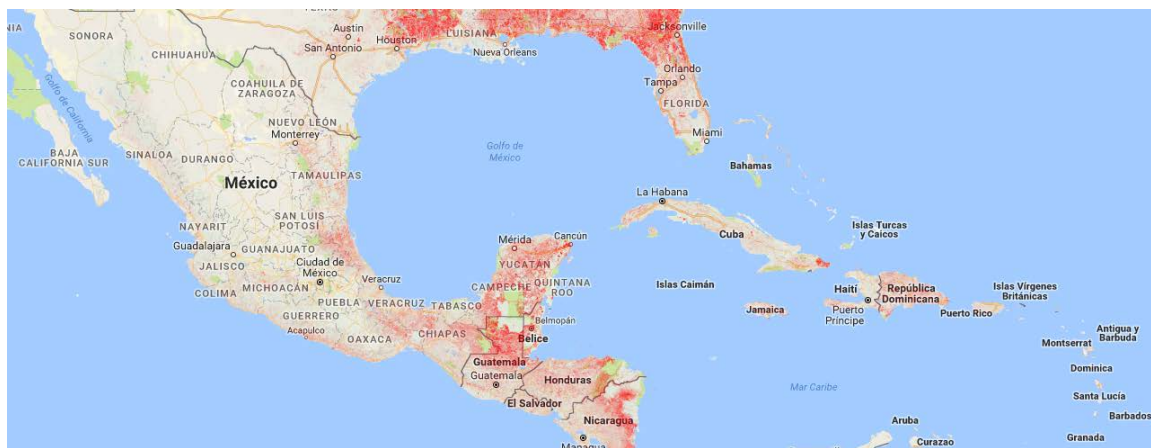 TEXAS
IA
SONORA
Austin
San Antonio
Houston
LUISIANA
Nueva Orleans
Jacksonville
CHIHUAHUA
Golfo de
California
COAHUILA DE
ZARAGOZA
Orlando
Tampa
FLORIDA
Miami
BAJA
CALIFORNIA SUR
SINALOA
DURANGO
NUEVO LEÓN
Monterrey
TAMAULIPAS
Golfo de
México
Bahamas
México
SAN LUIS
POTOSÍ
NAYARIT
Guadalajara
GUANAJUATO
JALISCO
Ciudad de
México
COLIMA
MICHOACÁN
PUEBLA
VERACRUZ
Veracruz
TABASCO
GUERRERO
Acapulco
OAXACA
CHIAPAS
Mérida
Cancún
YUCATÁN
CAMPECHE
QUINTANA
ROO
Belmopán
Belice
La Habana
Cuba
Islas Turcas
y Caicos
Islas Caimán
Jamaica
Haití
Puerto
Príncipe
República
Dominicana
Puerto Rico
Islas Vírgenes
Británicas
Antigua y
Barbuda
Montserrat
Dominica
Santa Lucía
Barbados
Granada
Mar Caribe
Aruba
Curazao
Guatemala
Guatemala
Honduras
El Salvador
Nicaragua
Managua